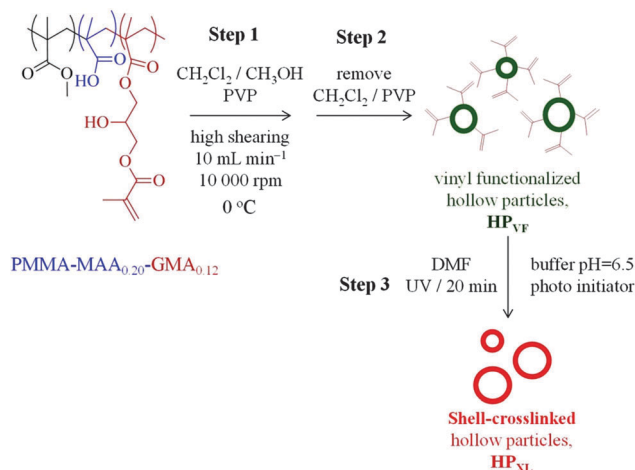 Step 1
CH₂Cl₂ / CH₃OH
PVP
high shearing
10 mL min⁻¹
10 000 rpm
0 °C
Step 2
remove
CH₂Cl₂ / PVP
O
O
HO
O
O
O
HO
O
O
PMMA-MAA₀.₂₀-GMA₀.₁₂
vinyl functionalized
hollow particles,
HP_VF
Step 3
DMF
UV / 20 min
buffer pH=6.5
photo initiator
Shell-crosslinked
hollow particles,
HP_XL